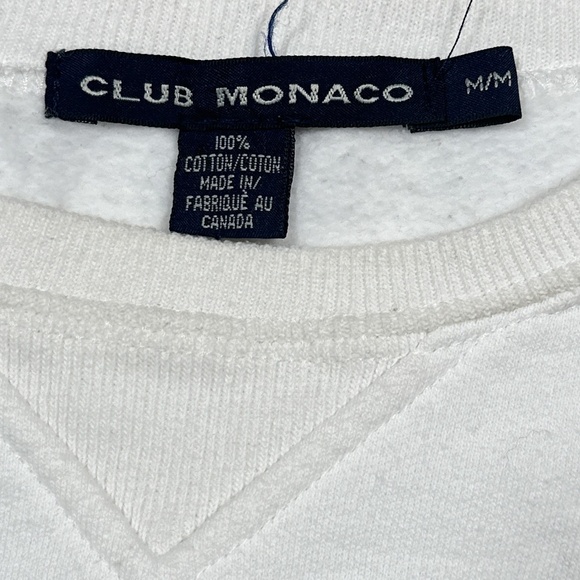 CLUB MONACO
M/M
100%
COTTON/COTON
MADE IN/
FABRIQUÉ AU
CANADA